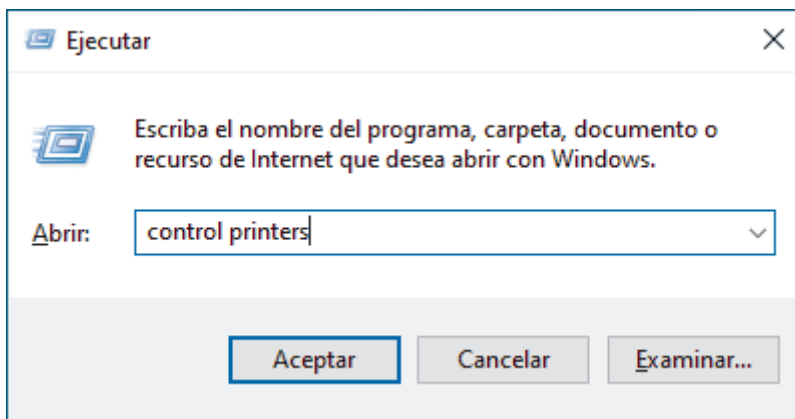 Ejecutar
Escriba el nombre del programa, carpeta, documento o
recurso de Internet que desea abrir con Windows.
Abrir: control printers
Aceptar Cancelar Examinar...